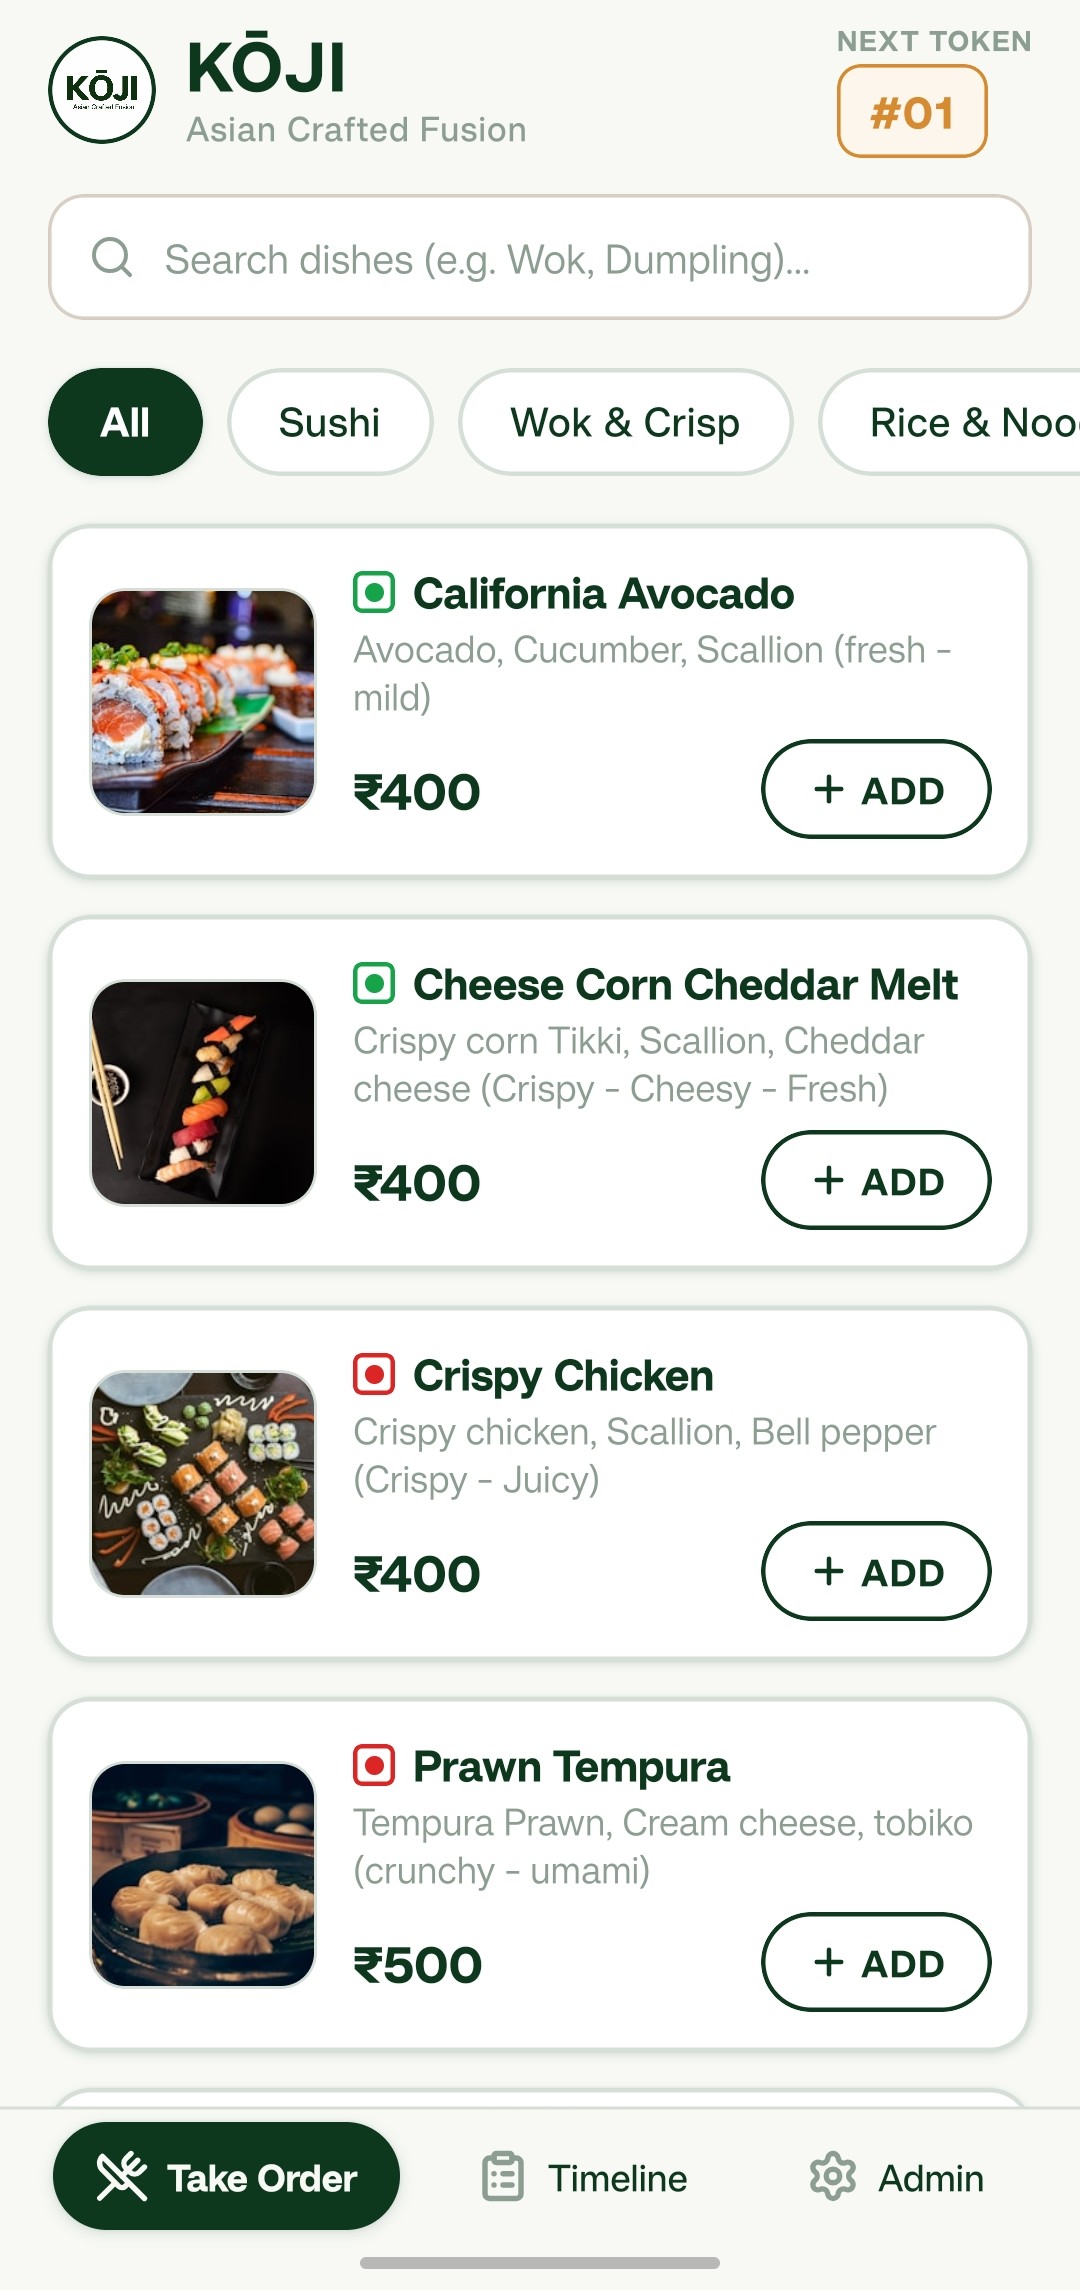 KŌJI
Asian Crafted Fusion
KŌJI
Asian Crafted Fusion
NEXT TOKEN
#01
Search dishes (e.g. Wok, Dumpling)...
All
Sushi
Wok & Crisp
Rice & Noo
California Avocado
Avocado, Cucumber, Scallion (fresh -
mild)
₹400
+ ADD
Cheese Corn Cheddar Melt
Crispy corn Tikki, Scallion, Cheddar
cheese (Crispy - Cheesy - Fresh)
₹400
+ ADD
Crispy Chicken
Crispy chicken, Scallion, Bell pepper
(Crispy - Juicy)
₹400
+ ADD
Prawn Tempura
Tempura Prawn, Cream cheese, tobiko
(crunchy - umami)
₹500
+ ADD
Take Order
Timeline
Admin